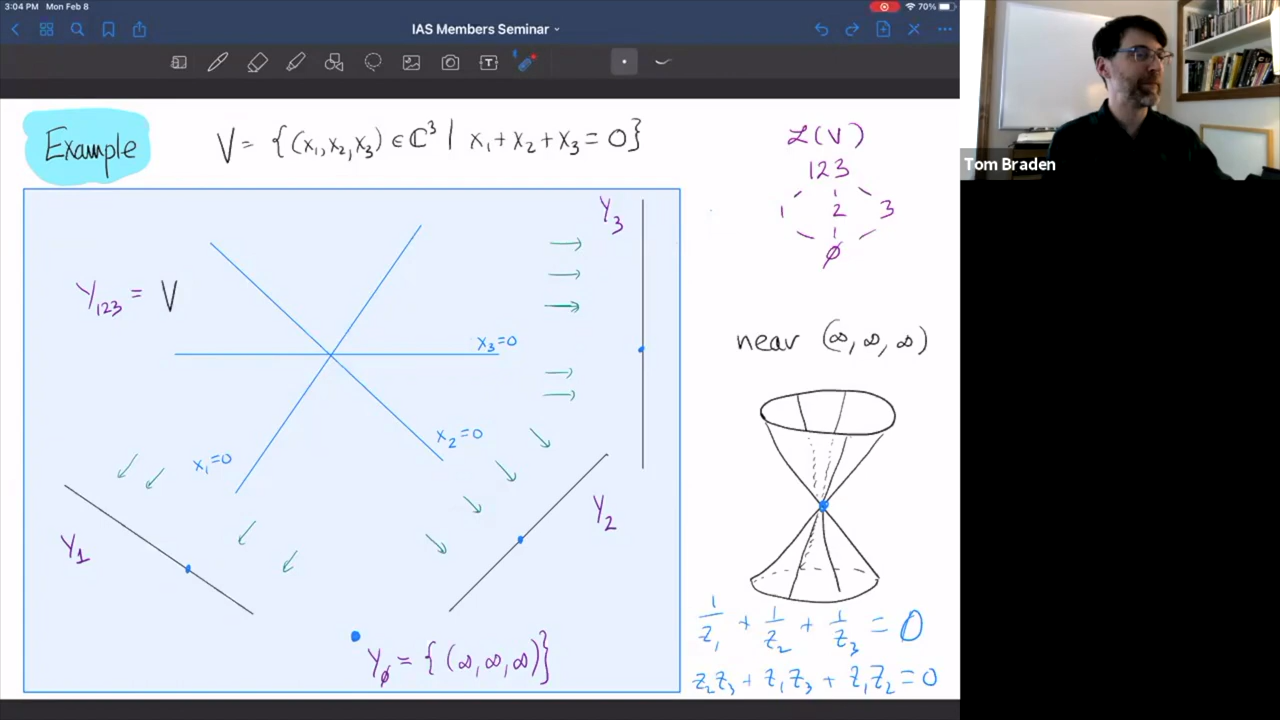 3:04 PM Mon Feb 8
70%
IAS Members Seminar
Tom Braden
Example
V = {(x₁, x₂, x₃) ∈ ℂ³ | x₁ + x₂ + x₃ = 0}
ℒ(V)
123
1 2 3
∅
Y₃
Y₁₂₃ = V
x₃=0
x₂=0
x₁=0
Y₁
Y₂
Y∅ = {(∞, ∞, ∞)}
near (∞, ∞, ∞)
1/z₁ + 1/z₂ + 1/z₃ = 0
z₂z₃ + z₁z₃ + z₁z₂ = 0